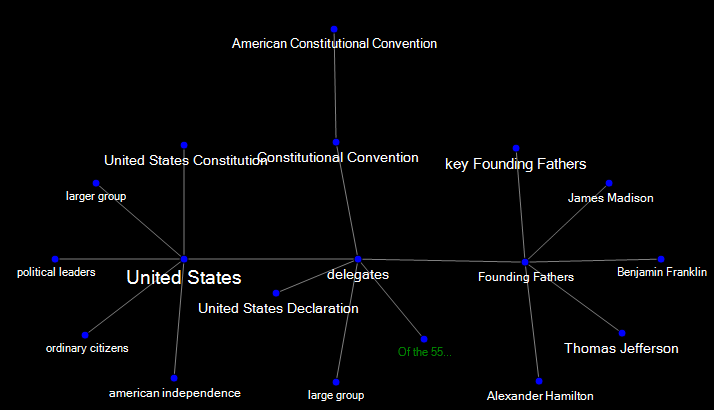 American Constitutional Convention
United States Constitution
Constitutional Convention
key Founding Fathers
larger group
James Madison
political leaders
United States
delegates
Founding Fathers
Benjamin Franklin
United States Declaration
ordinary citizens
Of the 55...
Thomas Jefferson
american independence
large group
Alexander Hamilton